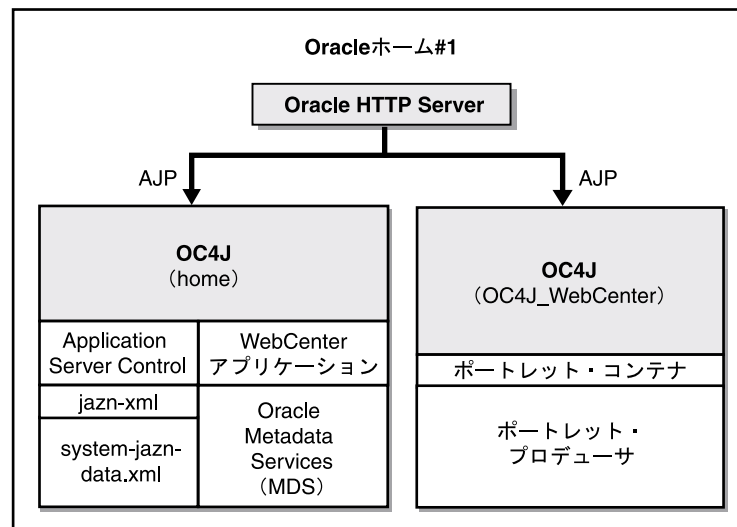 Oracleホーム#1
Oracle HTTP Server
AJP
AJP
OC4J
（home）
Application
Server Control
WebCenter
アプリケーション
jazn-xml
system-jazn-
data.xml
Oracle
Metadata
Services
（MDS）
OC4J
（OC4J_WebCenter）
ポートレット・コンテナ
ポートレット・
プロデューサ